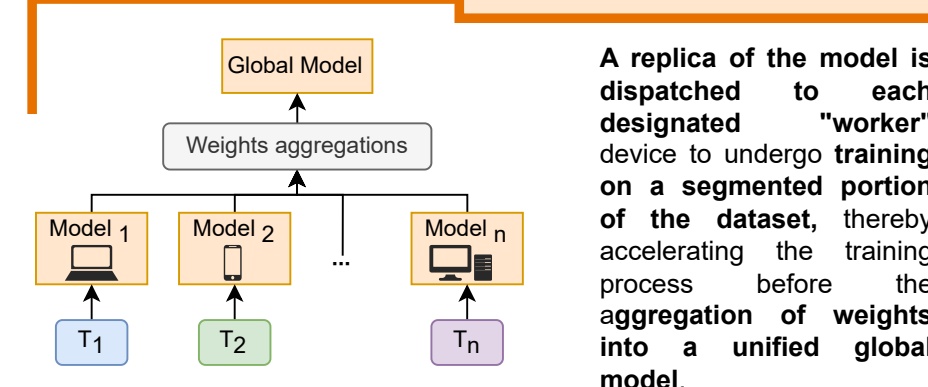 Global Model
Weights aggregations
Model 1
Model 2
...
Model n
T1
T2
Tn
A replica of the model is
dispatched to each
designated "worker"
device to undergo training
on a segmented portion
of the dataset, thereby
accelerating the training
process before the
aggregation of weights
into a unified global
model.